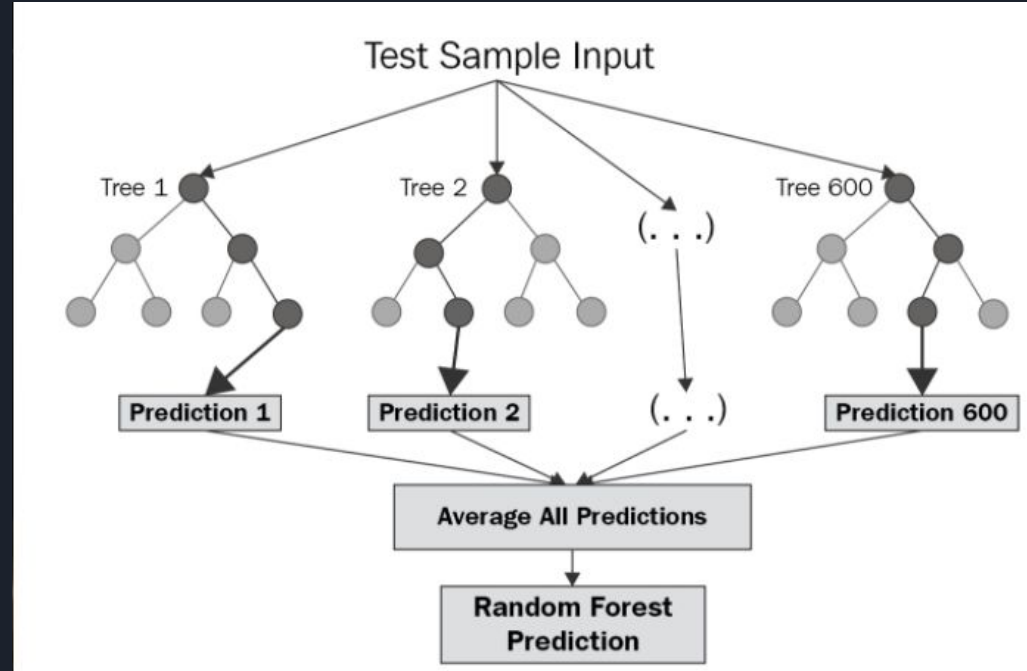 Test Sample Input
Tree 1
Tree 2
Tree 600
(. . .)
Prediction 1
Prediction 2
(. . .)
Prediction 600
Average All Predictions
Random Forest
Prediction